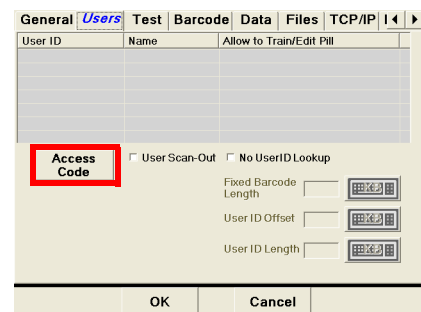 General Users Test Barcode Data Files TCP/IP
User ID Name Allow to Train/Edit Pill
Access
Code
User Scan-Out No UserID Lookup
Fixed Barcode
Length
User ID Offset
User ID Length
OK Cancel